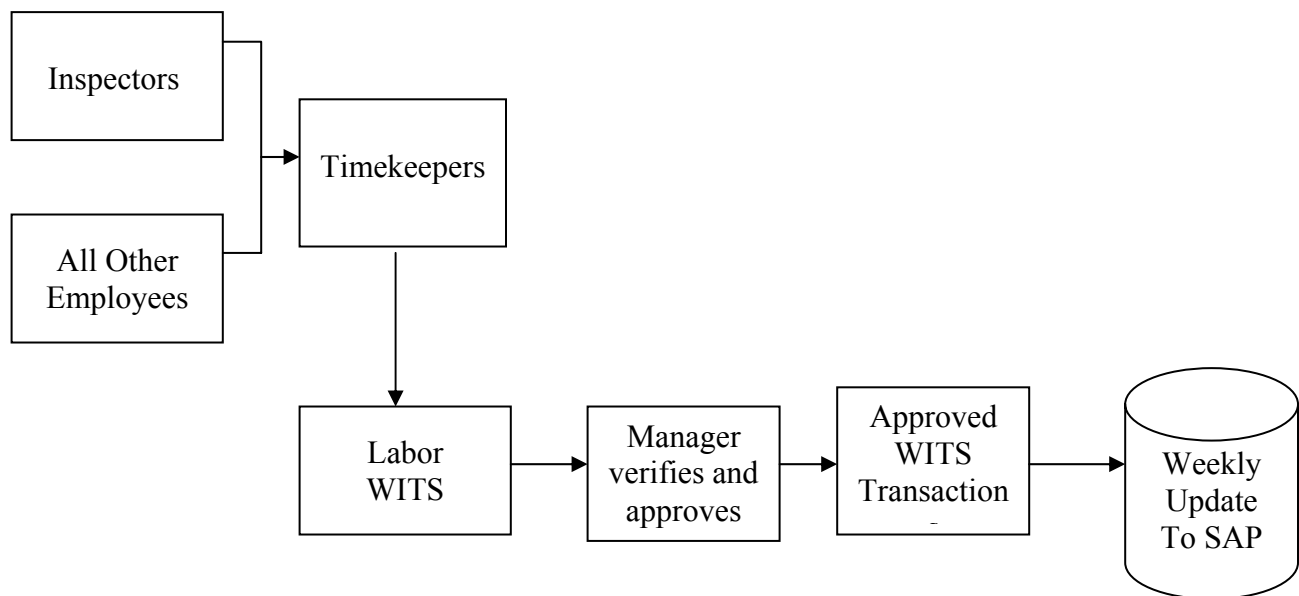 Inspectors
Timekeepers
All Other
Employees
Labor
WITS
Manager
verifies and
approves
Approved
WITS
Transaction
Weekly
Update
To SAP